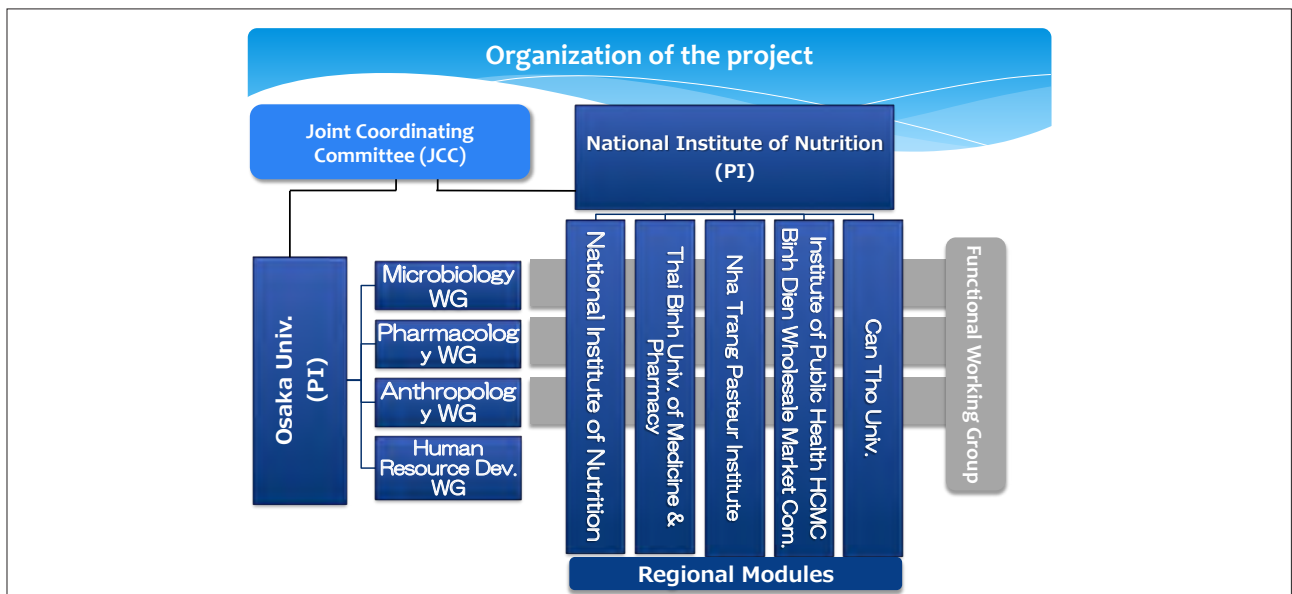 Organization of the project
Joint Coordinating
Committee (JCC)
National Institute of Nutrition
(PI)
Osaka Univ.
(PI)
Microbiology
WG
Pharmacolog
y WG
Anthropolog
y WG
Human
Resource Dev.
WG
National Institute of Nutrition
Thai Binh Univ. of Medicine &
Pharmacy
Nha Trang Pasteur Institute
Institute of Public Health HCMC
Binh Dien Wholesale Market Com.
Can Tho Univ.
Functional Working Group
Regional Modules